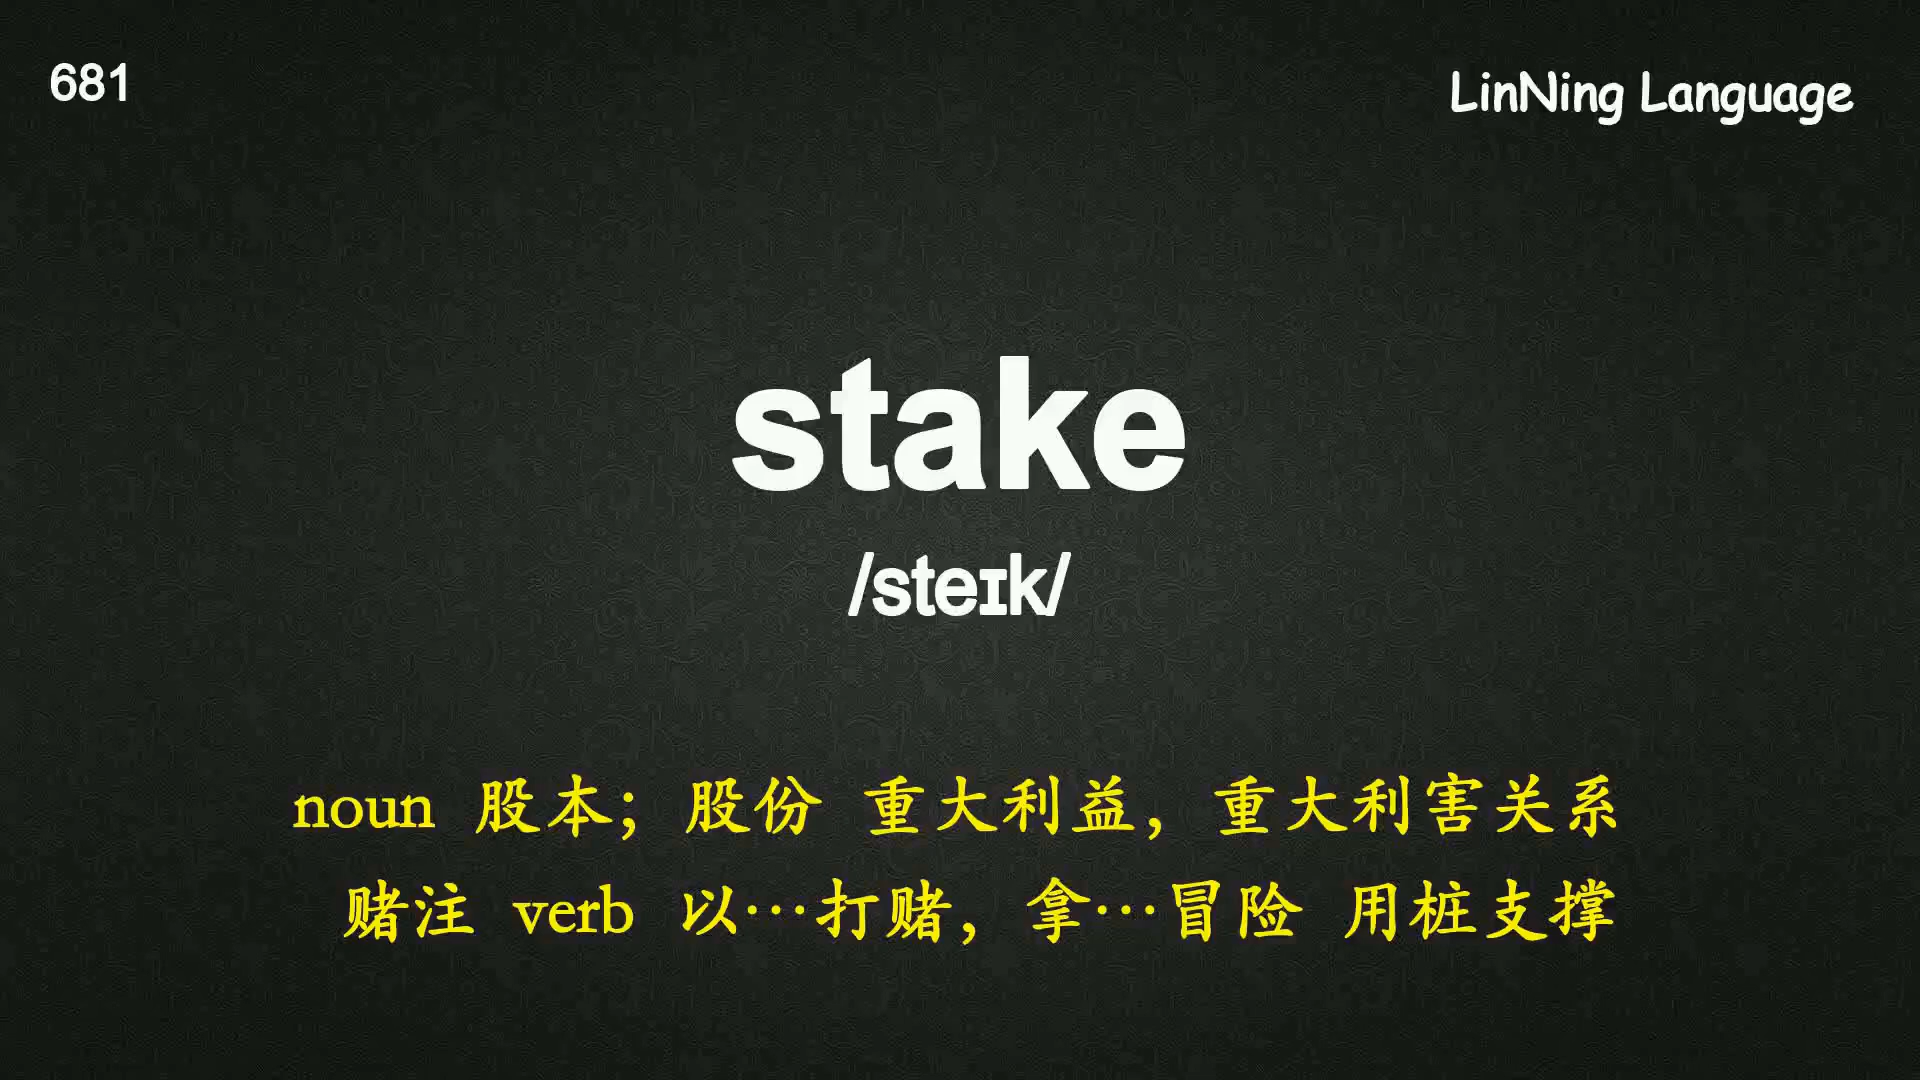 681
LinNing Language
stake
/steɪk/
noun 股本；股份 重大利益，重大利害关系
赌注 verb 以…打赌，拿…冒险 用桩支撑